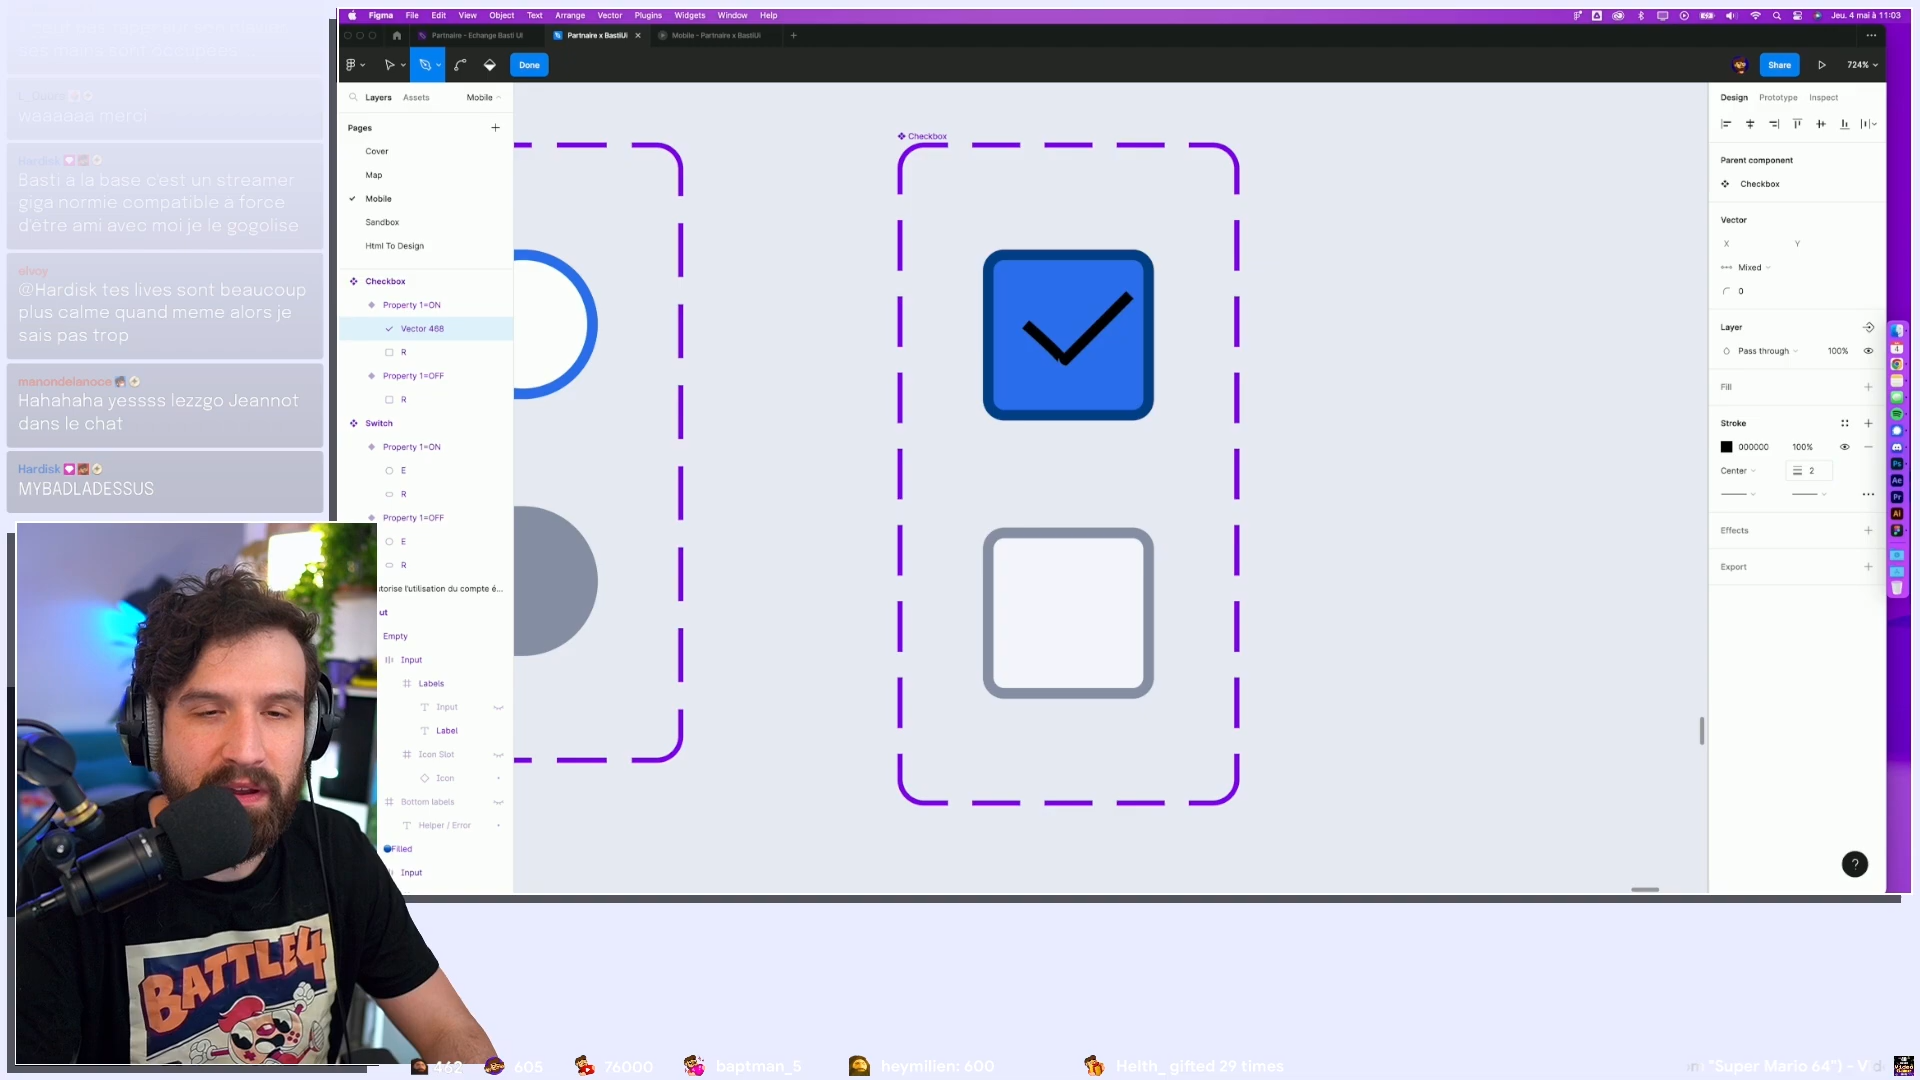 Figma File Edit View Object Text Arrange Vector Plugins Widgets Window Help
Jeu. 4 mai à 11:03
Partnaire - Echange Basti UI
Partnaire x BastiUi
Mobile - Partnaire x BastiUi
Done
Share
724%
waaaaaa merci
Hardisk
Basti a la base c'est un streamer
giga normie compatible a force
d'être ami avec moi je le gogolise
elvoy
@Hardisk tes lives sont beaucoup
plus calme quand meme alors je
sais pas trop
manondelanoce
Hahahaha yessss lezzgo Jeannot
dans le chat
Hardisk
MYBADLADESSUS
Layers
Assets
Mobile
Pages
Cover
Map
Mobile
Sandbox
Html To Design
Checkbox
Property 1=ON
Vector 468
R
Property 1=OFF
R
Switch
Property 1=ON
E
R
Property 1=OFF
E
R
torise l'utilisation du compte é...
ut
Empty
Input
Labels
Input
Label
Icon Slot
Icon
Bottom labels
Helper / Error
Filled
Input
Checkbox
Design
Prototype
Inspect
Parent component
Checkbox
Vector
X
Y
Mixed
0
Layer
Pass through
100%
Fill
Stroke
000000
100%
Center
2
Effects
Export
?
Ps
Ae
Pr
Ai
BATTLE4
462
605
76000
baptman_5
heymilien: 600
Helth_ gifted 29 times
"Super Mario 64") - V